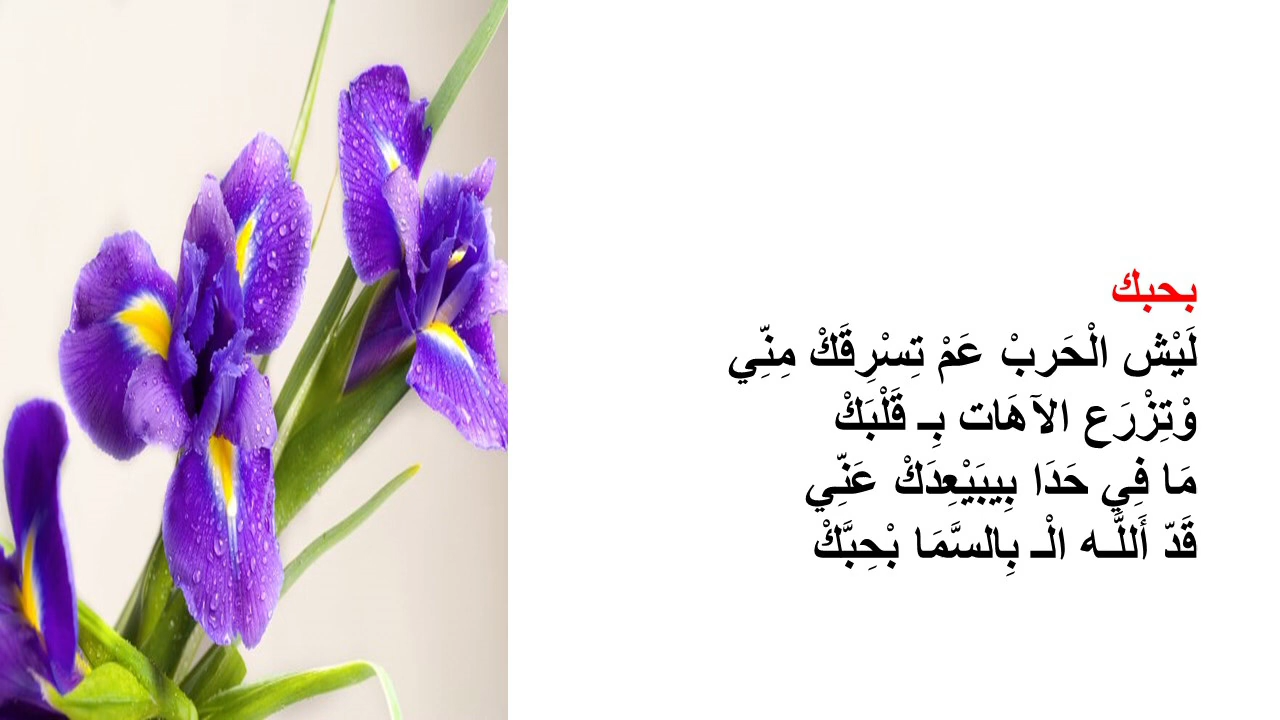 بحبك
لَيْش الْحَربْ عَمْ تِسْرِقَكْ مِنِّي
وْتِزْرَع الآهَات بِـ قَلْبَكْ
مَا فِي حَدَا بِيبَيْعِدَكْ عَنِّي
قَدّ أَللَّـه الْـ بِالسَّمَا بْحِبَّكْ